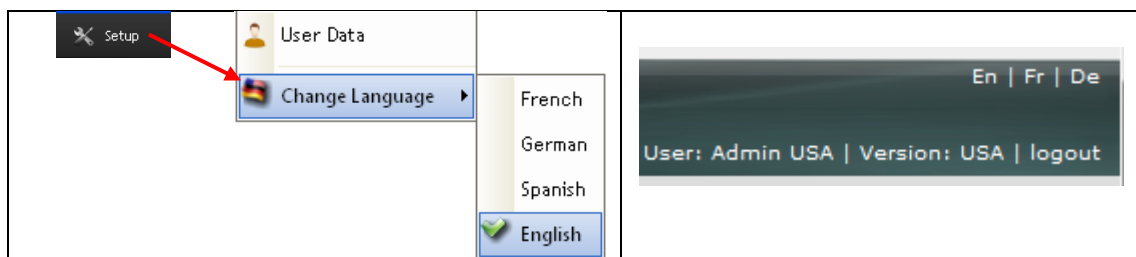 Setup
User Data
Change Language
French
German
Spanish
English
En | Fr | De
User: Admin USA | Version: USA | logout